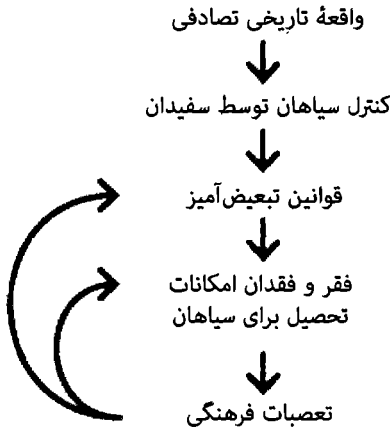 واقعهٔ تاریخی تصادفی
کنترل سیاهان توسط سفیدان
قوانین تبعیض‌آمیز
فقر و فقدان امکانات
تحصیل برای سیاهان
تعصبات فرهنگی